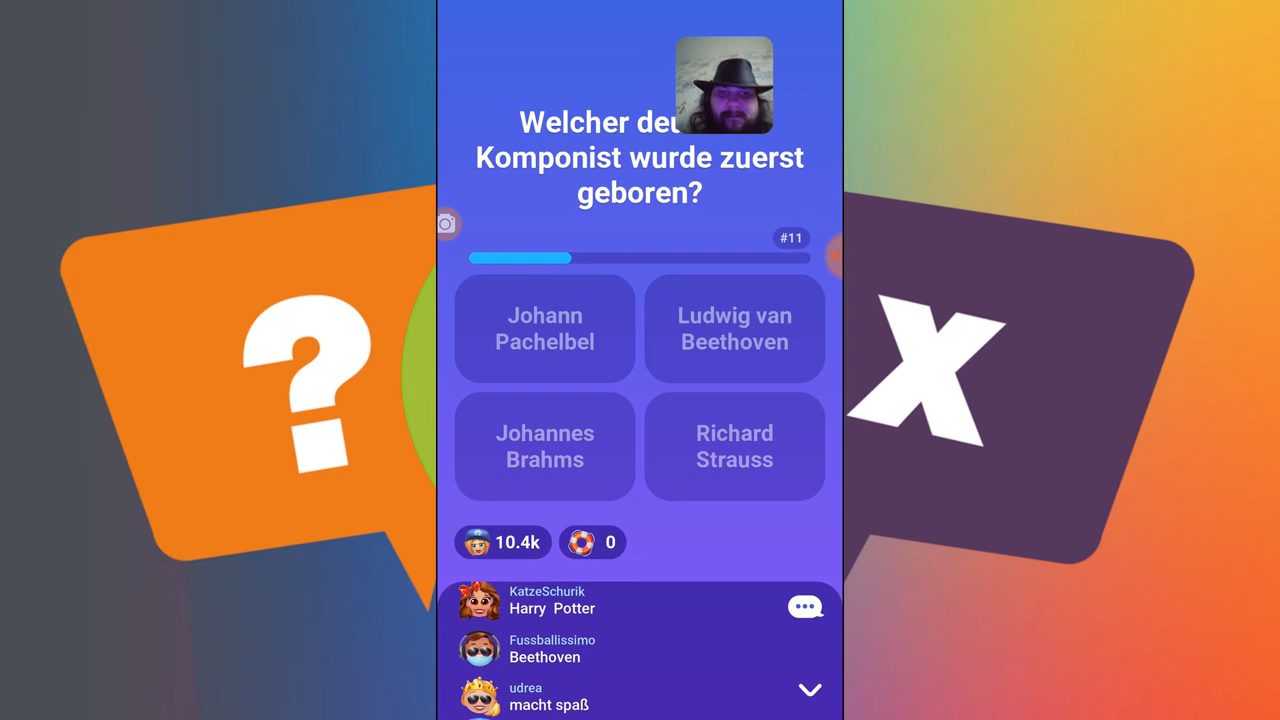 ?
X
Welcher
Komponist wurde zuerst
geboren?
#11
Johann
Pachelbel
Ludwig van
Beethoven
Johannes
Brahms
Richard
Strauss
10.4k
0
KatzeSchurik
Harry Potter
Fussballissimo
Beethoven
udrea
macht spaß